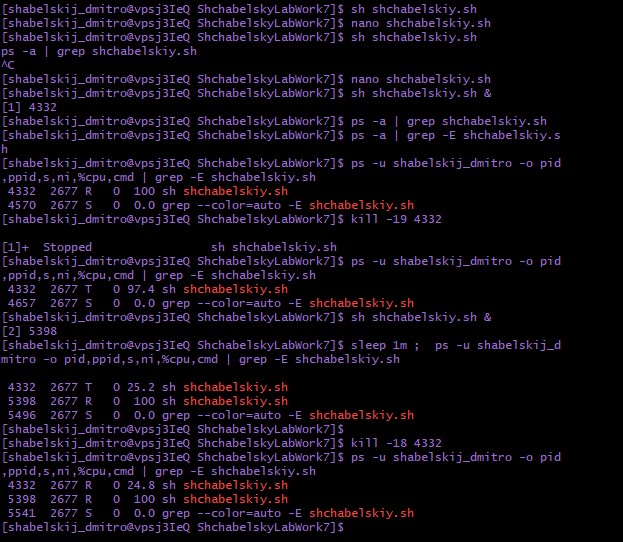 [shabelskij_dmitro@vpsj3IeQ ShchabelskyLabWork7]$ sh shchabelskiy.sh
[shabelskij_dmitro@vpsj3IeQ ShchabelskyLabWork7]$ nano shchabelskiy.sh
[shabelskij_dmitro@vpsj3IeQ ShchabelskyLabWork7]$ sh shchabelskiy.sh
ps -a | grep shchabelskiy.sh
^C
[shabelskij_dmitro@vpsj3IeQ ShchabelskyLabWork7]$ nano shchabelskiy.sh
[shabelskij_dmitro@vpsj3IeQ ShchabelskyLabWork7]$ sh shchabelskiy.sh &
[1] 4332
[shabelskij_dmitro@vpsj3IeQ ShchabelskyLabWork7]$ ps -a | grep shchabelskiy.sh
[shabelskij_dmitro@vpsj3IeQ ShchabelskyLabWork7]$ ps -a | grep -E shchabelskiy.s
h
[shabelskij_dmitro@vpsj3IeQ ShchabelskyLabWork7]$ ps -u shabelskij_dmitro -o pid
,ppid,s,ni,%cpu,cmd | grep -E shchabelskiy.sh
 4332  2677 R   0  100 sh shchabelskiy.sh
 4570  2677 S   0  0.0 grep --color=auto -E shchabelskiy.sh
[shabelskij_dmitro@vpsj3IeQ ShchabelskyLabWork7]$ kill -19 4332
[1]+  Stopped                 sh shchabelskiy.sh
[shabelskij_dmitro@vpsj3IeQ ShchabelskyLabWork7]$ ps -u shabelskij_dmitro -o pid
,ppid,s,ni,%cpu,cmd | grep -E shchabelskiy.sh
 4332  2677 T   0 97.4 sh shchabelskiy.sh
 4657  2677 S   0  0.0 grep --color=auto -E shchabelskiy.sh
[shabelskij_dmitro@vpsj3IeQ ShchabelskyLabWork7]$ sh shchabelskiy.sh &
[2] 5398
[shabelskij_dmitro@vpsj3IeQ ShchabelskyLabWork7]$ sleep 1m ;  ps -u shabelskij_d
mitro -o pid,ppid,s,ni,%cpu,cmd | grep -E shchabelskiy.sh
 4332  2677 T   0 25.2 sh shchabelskiy.sh
 5398  2677 R   0  100 sh shchabelskiy.sh
 5496  2677 S   0  0.0 grep --color=auto -E shchabelskiy.sh
[shabelskij_dmitro@vpsj3IeQ ShchabelskyLabWork7]$
[shabelskij_dmitro@vpsj3IeQ ShchabelskyLabWork7]$ kill -18 4332
[shabelskij_dmitro@vpsj3IeQ ShchabelskyLabWork7]$ ps -u shabelskij_dmitro -o pid
,ppid,s,ni,%cpu,cmd | grep -E shchabelskiy.sh
 4332  2677 R   0 24.8 sh shchabelskiy.sh
 5398  2677 R   0  100 sh shchabelskiy.sh
 5541  2677 S   0  0.0 grep --color=auto -E shchabelskiy.sh
[shabelskij_dmitro@vpsj3IeQ ShchabelskyLabWork7]$